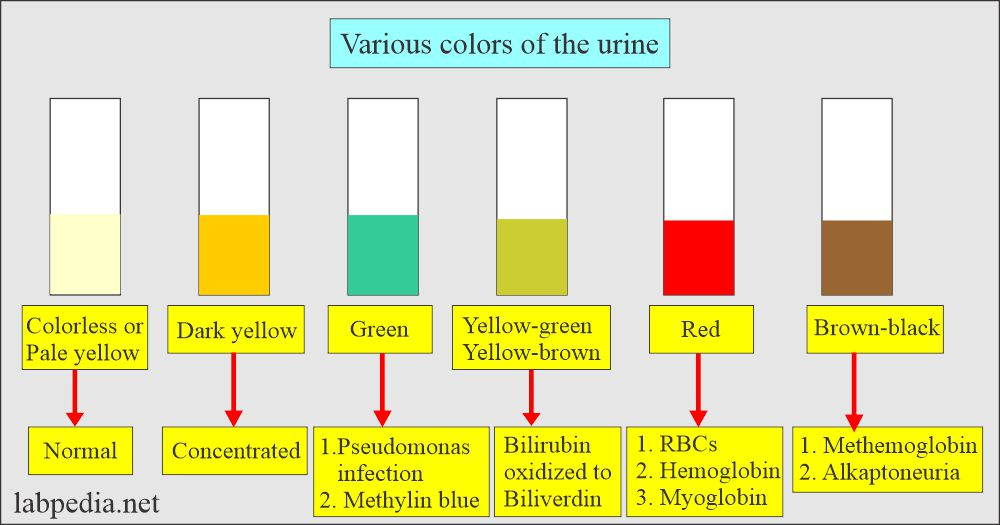 Various colors of the urine
Colorless or
Pale yellow
Dark yellow
Green
Yellow-green
Yellow-brown
Red
Brown-black
Normal
Concentrated
1.Pseudomonas
infection
2. Methylin blue
Bilirubin
oxidized to
Biliverdin
1. RBCs
2. Hemoglobin
3. Myoglobin
1. Methemoglobin
2. Alkaptoneuria
labpedia.net